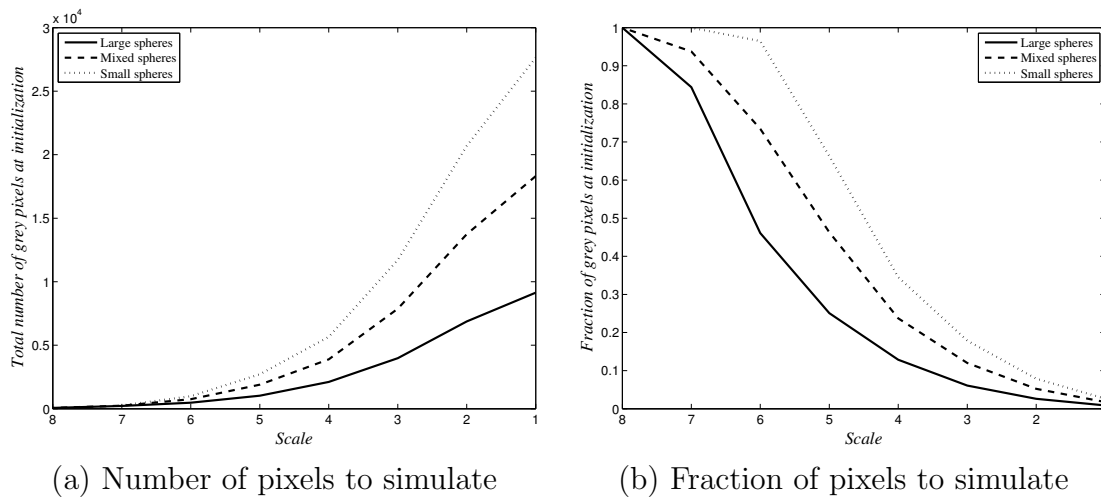 x 10⁴
3
2.5
2
1.5
1
0.5
0
8
7
6
5
4
3
2
1
Total number of grey pixels at initialization
Scale
Large spheres
Mixed spheres
Small spheres
(a) Number of pixels to simulate
1
0.9
0.8
0.7
0.6
0.5
0.4
0.3
0.2
0.1
0
8
7
6
5
4
3
2
Fraction of grey pixels at initialization
Scale
Large spheres
Mixed spheres
Small spheres
(b) Fraction of pixels to simulate